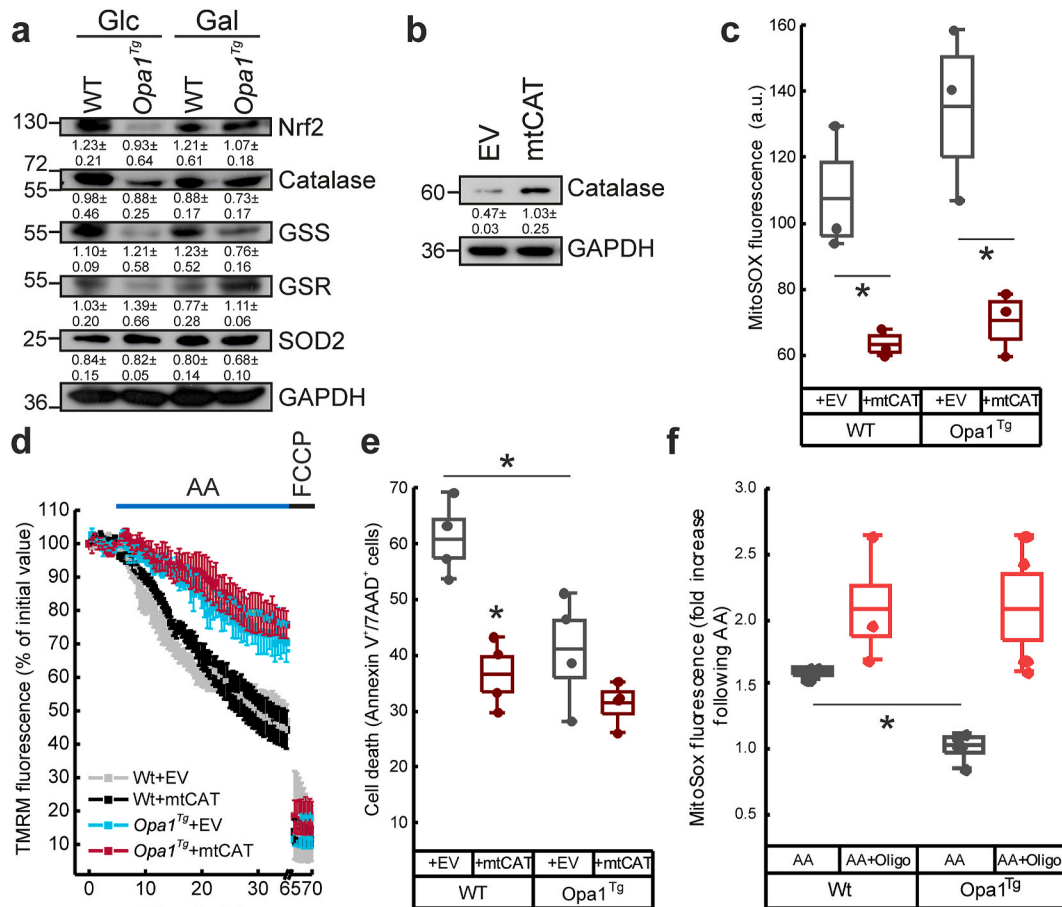 a
Glc Gal
WT Opa1Tg WT Opa1Tg
130 Nrf2
1.23± 0.93± 1.21± 1.07±
0.21 0.64 0.61 0.18
72
55 Catalase
0.98± 0.88± 0.88± 0.73±
0.46 0.25 0.17 0.17
55 GSS
1.10± 1.21± 1.23± 0.76±
0.09 0.58 0.52 0.16
55 GSR
1.03± 1.39± 0.77± 1.11±
0.20 0.66 0.28 0.06
25 SOD2
0.84± 0.82± 0.80± 0.68±
0.15 0.05 0.14 0.10
36 GAPDH
b
EV mtCAT
60 Catalase
0.47± 1.03±
0.03 0.25
36 GAPDH
c
MitoSOX fluorescence (a.u.)
160
140
120
100
80
60
* *
+EV +mtCAT +EV +mtCAT
WT Opa1Tg
d
AA FCCP
TMRM fluorescence (% of initial value)
110
100
90
80
70
60
50
40
30
20
10
Wt+EV
Wt+mtCAT
Opa1Tg+EV
Opa1Tg+mtCAT
0 10 20 30 65 70
e
Cell death (Annexin V+/7AAD+ cells)
70
60
50
40
30
20
10
*
*
+EV +mtCAT +EV +mtCAT
WT Opa1Tg
f
MitoSox fluorescence (fold increase
following AA)
3.0
2.5
2.0
1.5
1.0
0.5
*
AA AA+Oligo AA AA+Oligo
Wt Opa1Tg